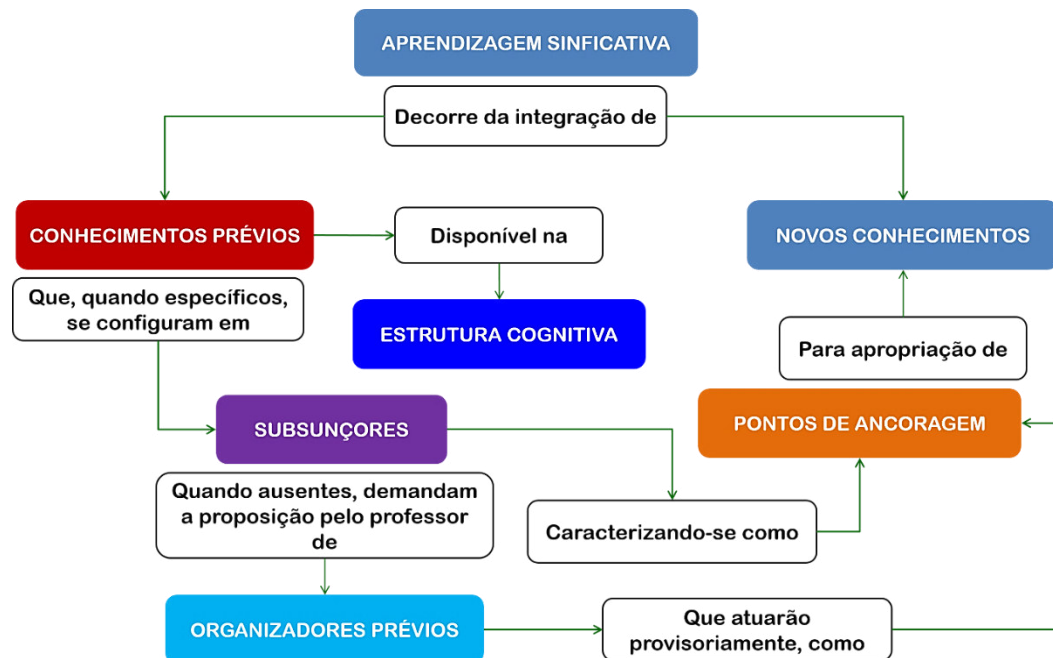 APRENDIZAGEM SINFICATIVA
Decorre da integração de
CONHECIMENTOS PRÉVIOS
Disponível na
NOVOS CONHECIMENTOS
Que, quando específicos,
se configuram em
ESTRUTURA COGNITIVA
Para apropriação de
SUBSUNÇORES
PONTOS DE ANCORAGEM
Quando ausentes, demandam
a proposição pelo professor
de
Caracterizando-se como
ORGANIZADORES PRÉVIOS
Que atuarão
provisoriamente, como